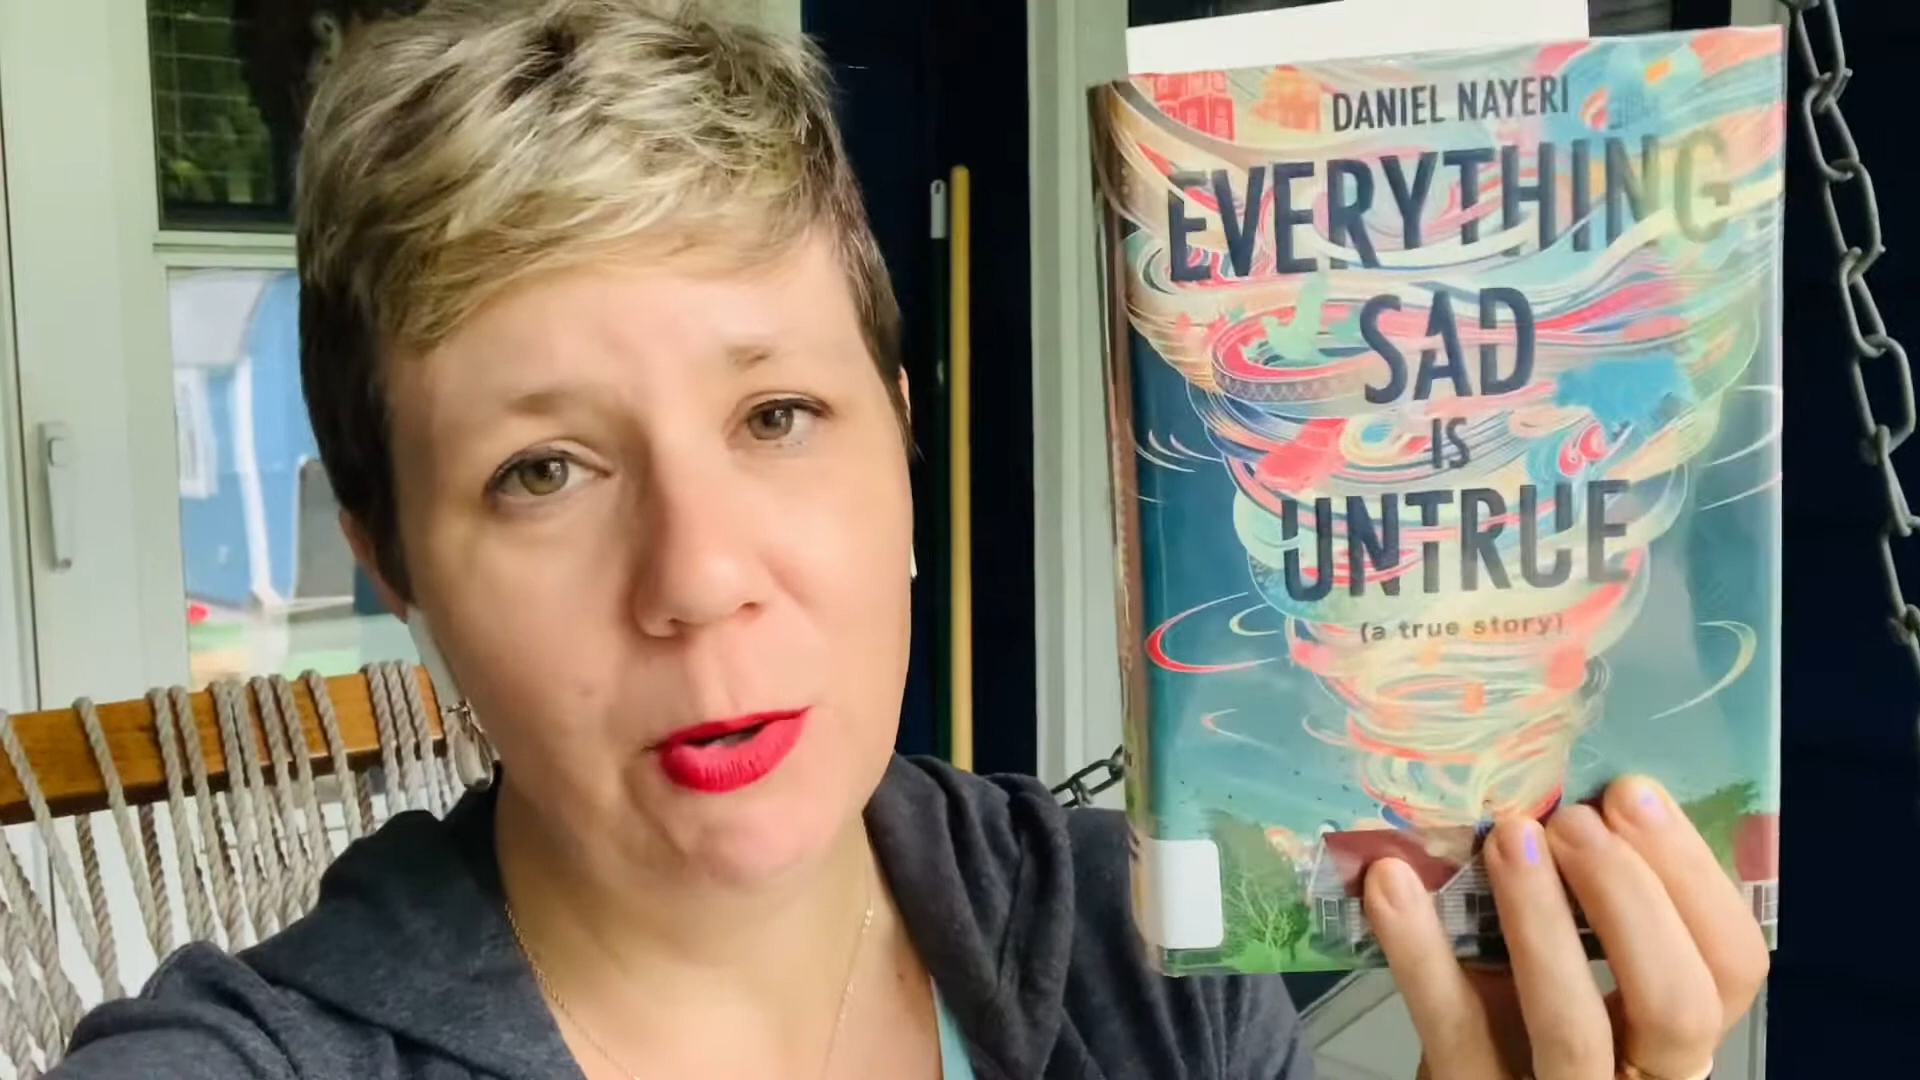 DANIEL NAYERI
EVERYTHING
SAD
IS
UNTRUE
(a true story)